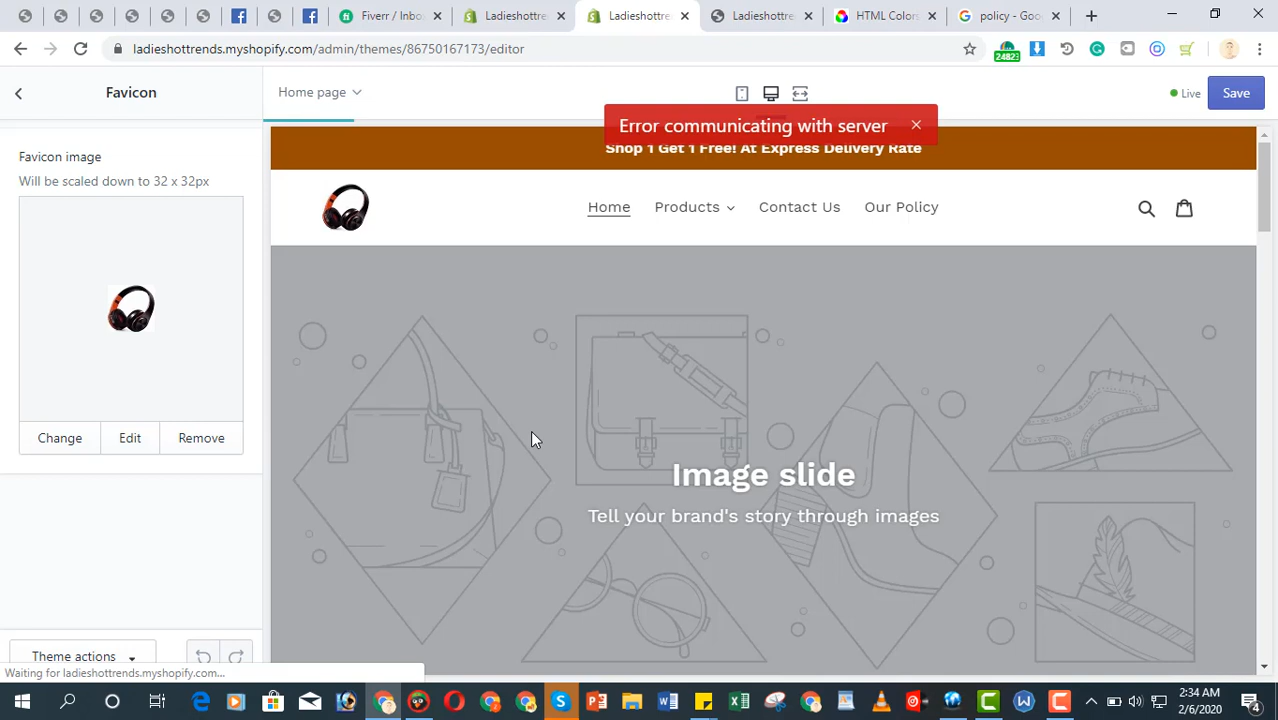 Fiverr / Inbo
Ladieshottre
Ladieshottre
Ladieshottre
HTML Colors
policy - Goo
ladieshottrends.myshopify.com/admin/themes/86750167173/editor
24823
Favicon
Home page
Live
Save
Error communicating with server
Shop 1 Get 1 Free! At Express Delivery Rate
Favicon image
Will be scaled down to 32 x 32px
Home
Products
Contact Us
Our Policy
Change
Edit
Remove
Image slide
Tell your brand's story through images
Theme actions
Waiting for ladieshottrends.myshopify.com...
2:34 AM
2/6/2020
4